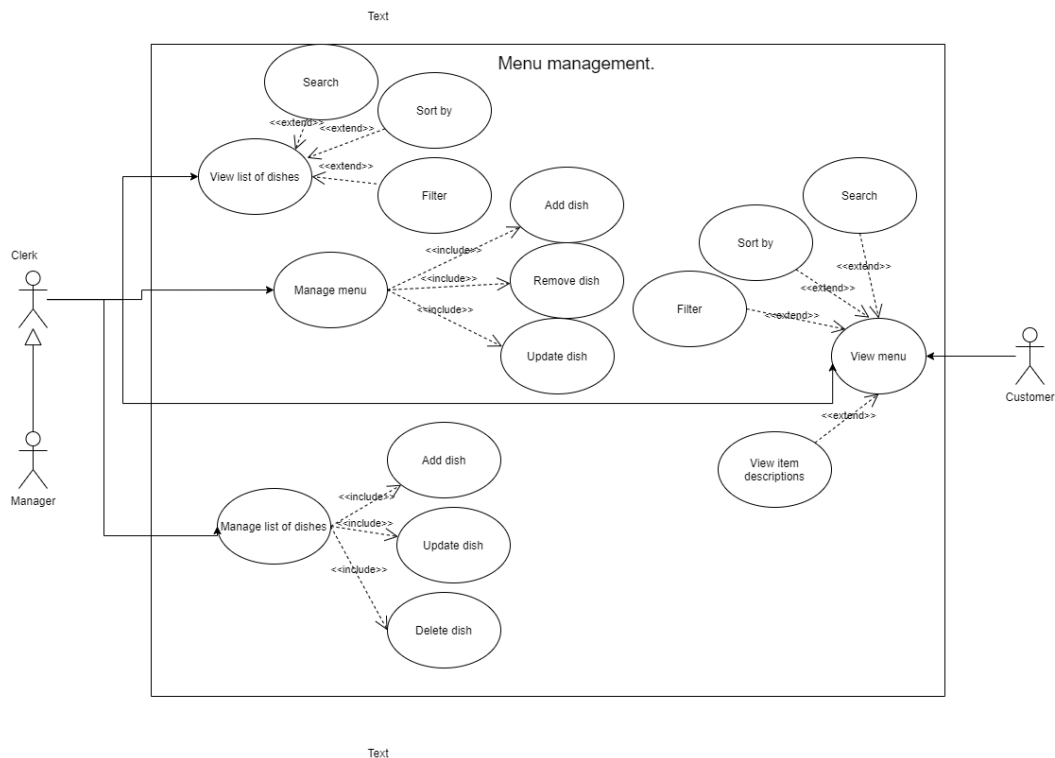 Text
Menu management.
Search
Sort by
<<extend>>
<<extend>>
<<extend>>
View list of dishes
Filter
Add dish
Search
Sort by
<<include>>
Clerk
<<extend>>
Manage menu
<<include>>
Remove dish
<<extend>>
<<include>>
Filter
<<extend>>
Update dish
View menu
Customer
<<extend>>
Add dish
View item
descriptions
Manager
<<include>>
Manage list of dishes
<<include>>
Update dish
<<include>>
Delete dish
Text